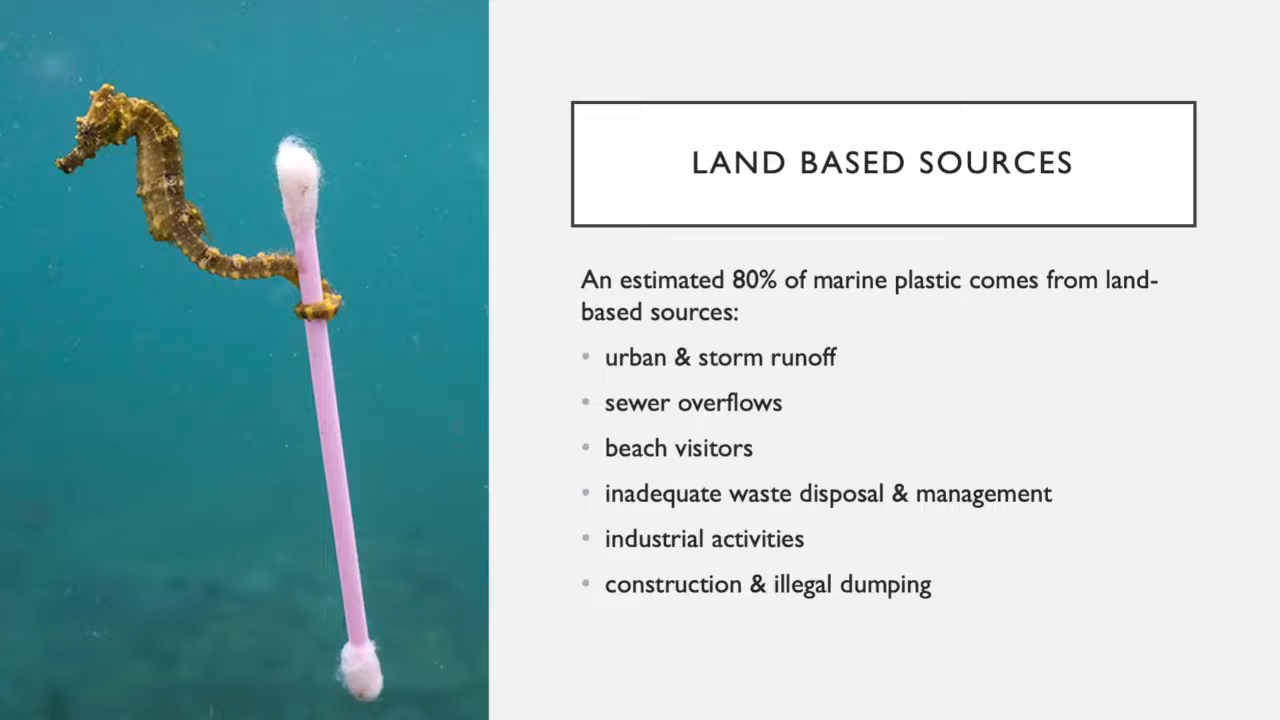 LAND BASED SOURCES
An estimated 80% of marine plastic comes from land-
based sources:
• urban & storm runoff
• sewer overflows
• beach visitors
• inadequate waste disposal & management
• industrial activities
• construction & illegal dumping